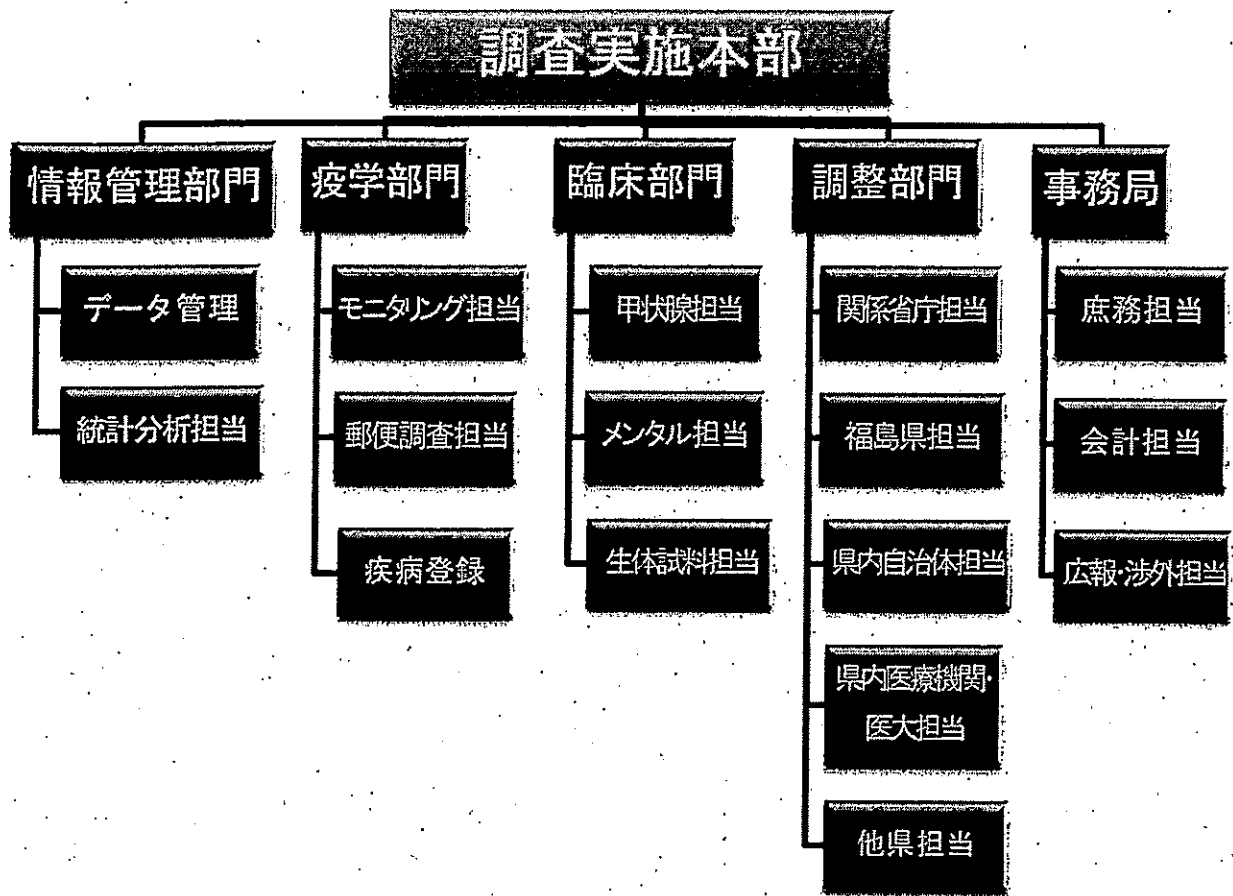 調査実施本部
情報管理部門
データ管理
統計分析担当
疫学部門
モニタリング担当
郵便調査担当
疾病登録
臨床部門
甲状腺担当
メンタル担当
生体試料担当
調整部門
関係省庁担当
福島県担当
県内自治体担当
県内医療機関・
医大担当
他県担当
事務局
庶務担当
会計担当
広報・渉外担当